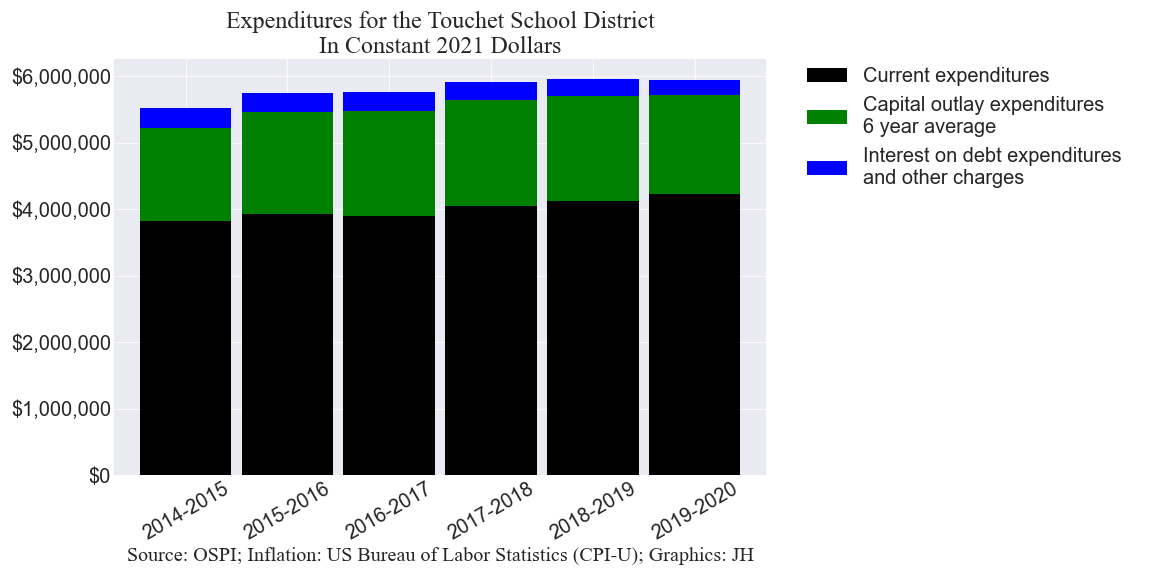 Expenditures for the Touchet School District
In Constant 2021 Dollars
$6,000,000
$5,000,000
$4,000,000
$3,000,000
$2,000,000
$1,000,000
$0
2014-2015
2015-2016
2016-2017
2017-2018
2018-2019
2019-2020
Source: OSPI; Inflation: US Bureau of Labor Statistics (CPI-U); Graphics: JH
Current expenditures
Capital outlay expenditures
6 year average
Interest on debt expenditures
and other charges